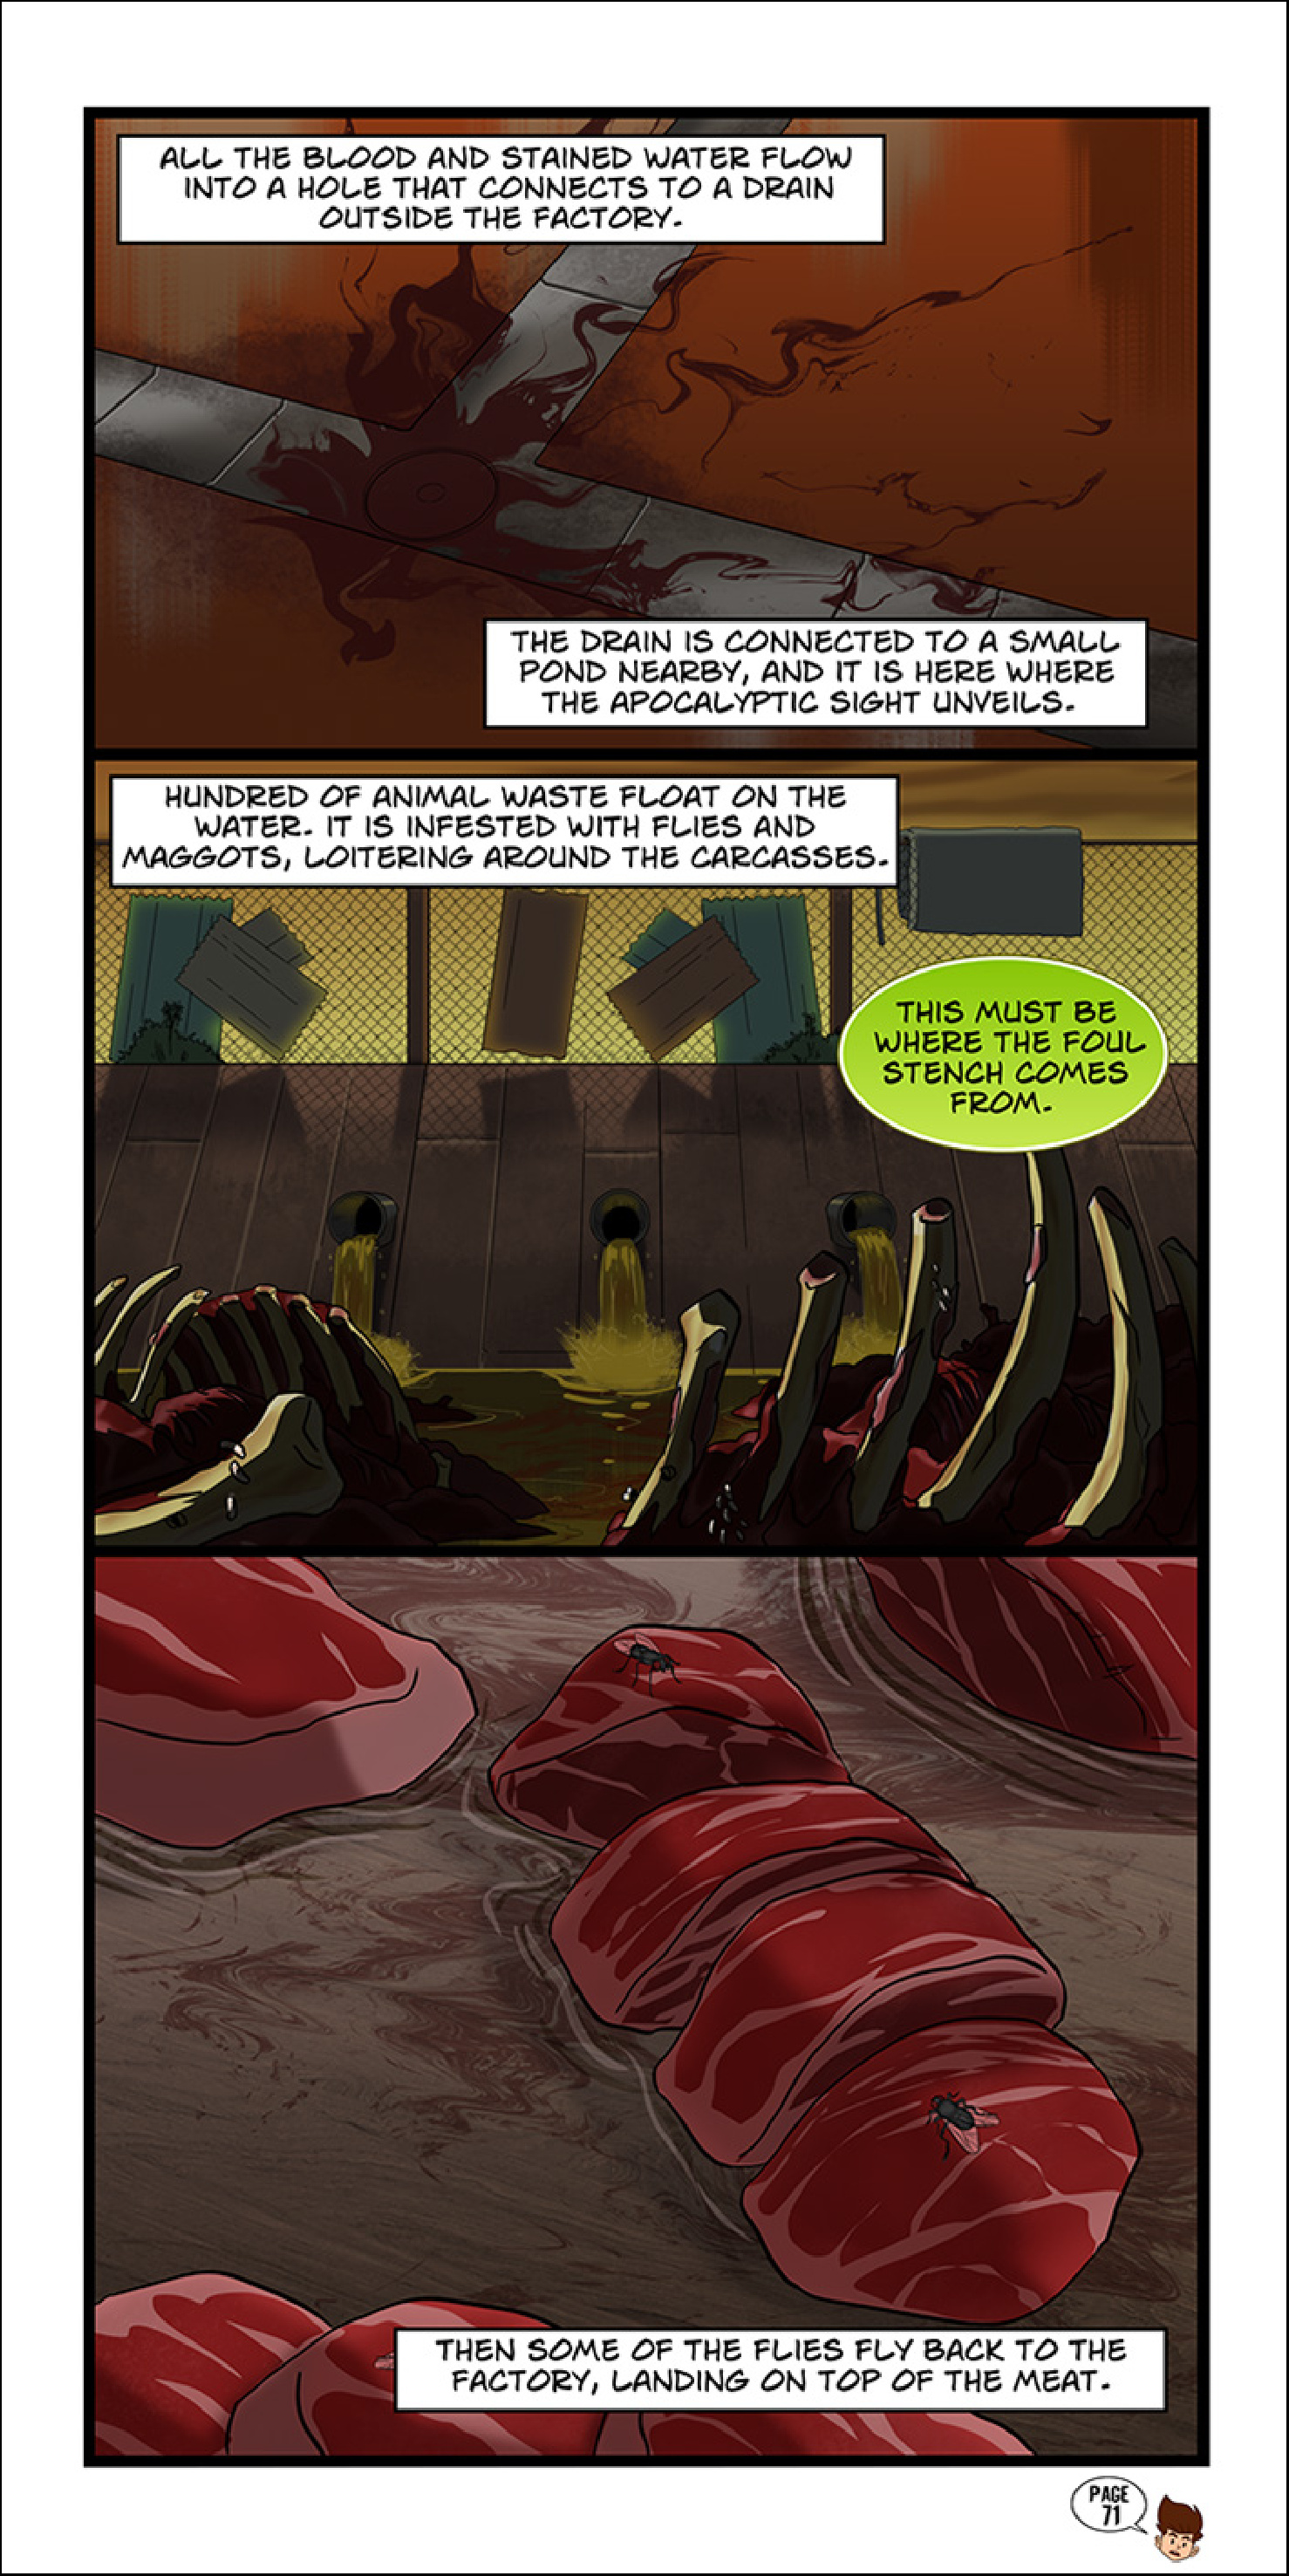 ALL THE BLOOD AND STAINED WATER FLOW
INTO A HOLE THAT CONNECTS TO A DRAIN
OUTSIDE THE FACTORY.
THE DRAIN IS CONNECTED TO A SMALL
POND NEARBY, AND IT IS HERE WHERE
THE APOCALYPTIC SIGHT UNVEILS.
HUNDRED OF ANIMAL WASTE FLOAT ON THE
WATER. IT IS INFESTED WITH FLIES AND
MAGGOTS, LOITERING AROUND THE CARCASSES.
THIS MUST BE
WHERE THE FOUL
STENCH COMES
FROM.
THEN SOME OF THE FLIES FLY BACK TO THE
FACTORY, LANDING ON TOP OF THE MEAT.
PAGE
71